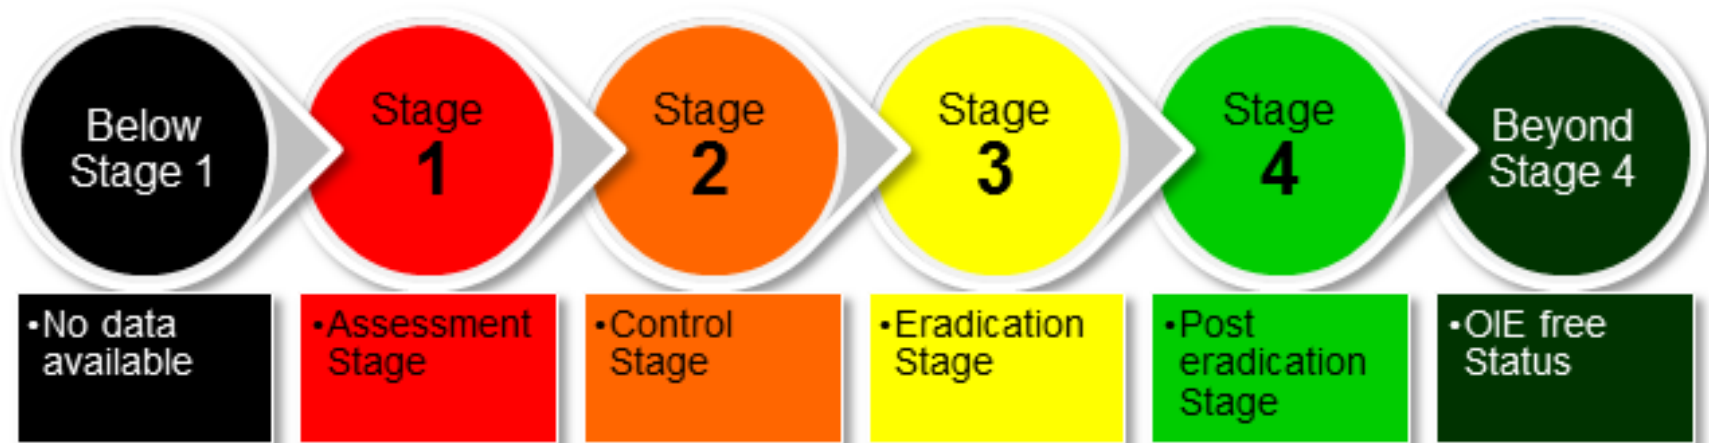 Below
Stage 1
Stage
1
Stage
2
Stage
3
Stage
4
Beyond
Stage 4
•No data
available
•Assessment
Stage
•Control
Stage
•Eradication
Stage
•Post
eradication
Stage
•OIE free
Status